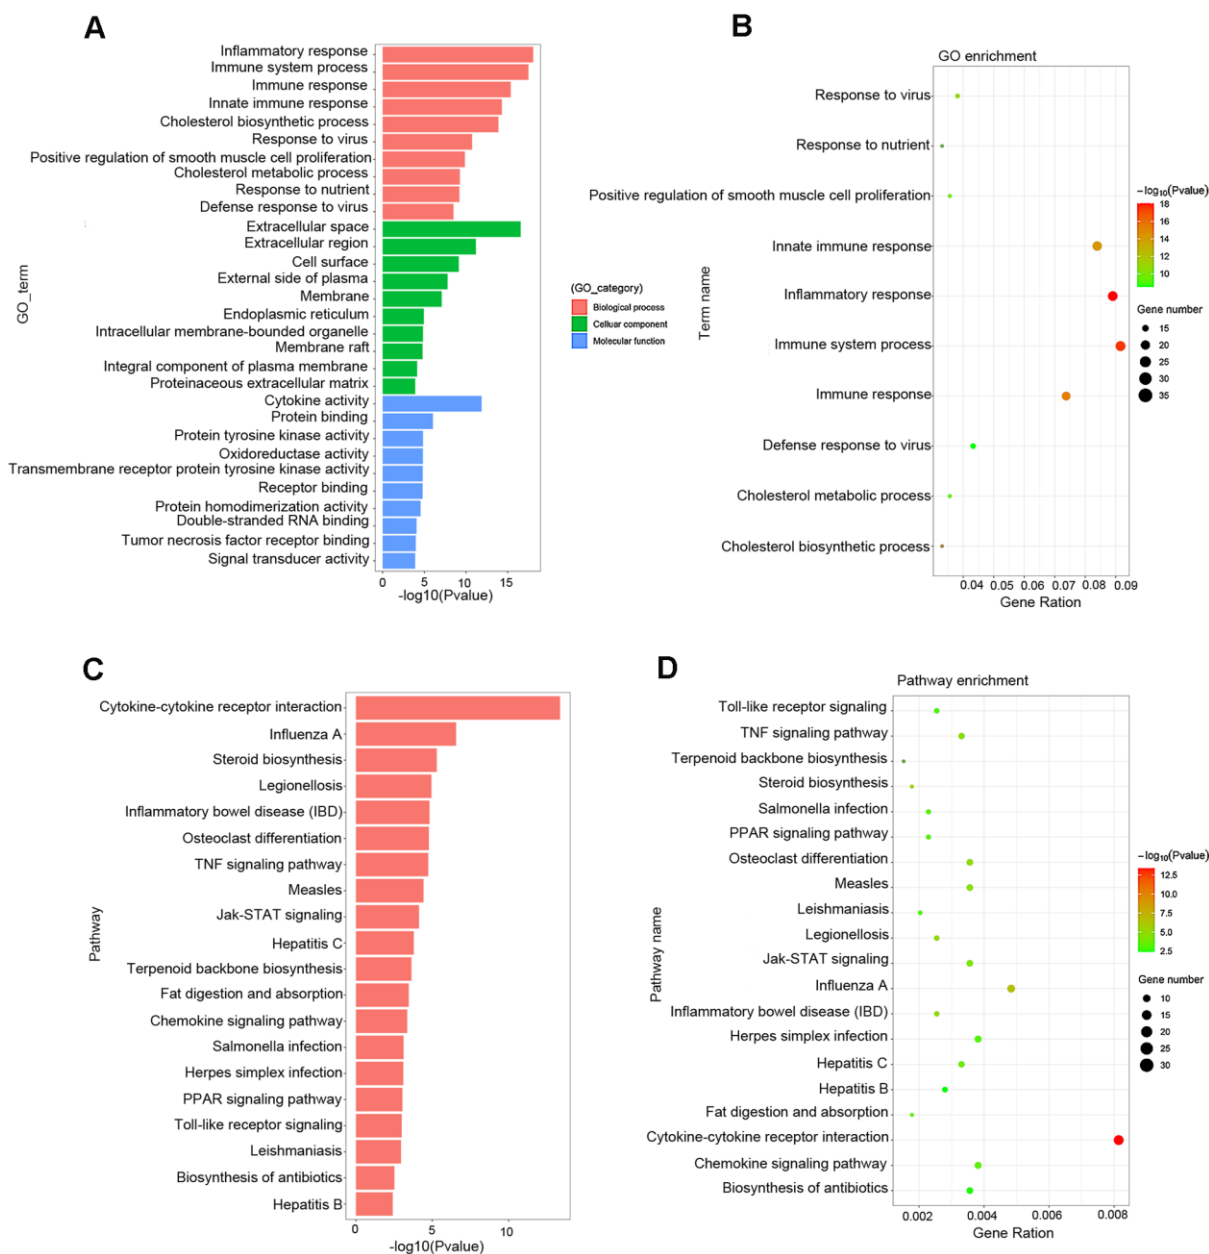 A
Inflammatory response
Immune system process
Immune response
Innate immune response
Cholesterol biosynthetic process
Response to virus
Positive regulation of smooth muscle cell proliferation
Cholesterol metabolic process
Response to nutrient
Defense response to virus
Extracellular space
Extracellular region
Cell surface
External side of plasma
Membrane
Endoplasmic reticulum
Intracellular membrane-bounded organelle
Membrane raft
Integral component of plasma membrane
Proteinaceous extracellular matrix
Cytokine activity
Protein binding
Protein tyrosine kinase activity
Oxidoreductase activity
Transmembrane receptor protein tyrosine kinase activity
Receptor binding
Protein homodimerization activity
Double-stranded RNA binding
Tumor necrosis factor receptor binding
Signal transducer activity
GO_term
0 5 10 15
-log10(Pvalue)
(GO_category)
Biological process
Celluar component
Molecular function
B
GO enrichment
Response to virus
Response to nutrient
Positive regulation of smooth muscle cell proliferation
Innate immune response
Inflammatory response
Immune system process
Immune response
Defense response to virus
Cholesterol metabolic process
Cholesterol biosynthetic process
Term name
0.04 0.05 0.06 0.07 0.08 0.09
Gene Ration
−log10(Pvalue)
18
16
14
12
10
Gene number
15
20
25
30
35
C
Cytokine-cytokine receptor interaction
Influenza A
Steroid biosynthesis
Legionellosis
Inflammatory bowel disease (IBD)
Osteoclast differentiation
TNF signaling pathway
Measles
Jak-STAT signaling
Hepatitis C
Terpenoid backbone biosynthesis
Fat digestion and absorption
Chemokine signaling pathway
Salmonella infection
Herpes simplex infection
PPAR signaling pathway
Toll-like receptor signaling
Leishmaniasis
Biosynthesis of antibiotics
Hepatitis B
Pathway
0 5 10
-log10(Pvalue)
D
Pathway enrichment
Toll-like receptor signaling
TNF signaling pathway
Terpenoid backbone biosynthesis
Steroid biosynthesis
Salmonella infection
PPAR signaling pathway
Osteoclast differentiation
Measles
Leishmaniasis
Legionellosis
Jak-STAT signaling
Influenza A
Inflammatory bowel disease (IBD)
Herpes simplex infection
Hepatitis C
Hepatitis B
Fat digestion and absorption
Cytokine-cytokine receptor interaction
Chemokine signaling pathway
Biosynthesis of antibiotics
Pathway name
0.002 0.004 0.006 0.008
Gene Ration
−log10(Pvalue)
12.5
10.0
7.5
5.0
2.5
Gene number
10
15
20
25
30